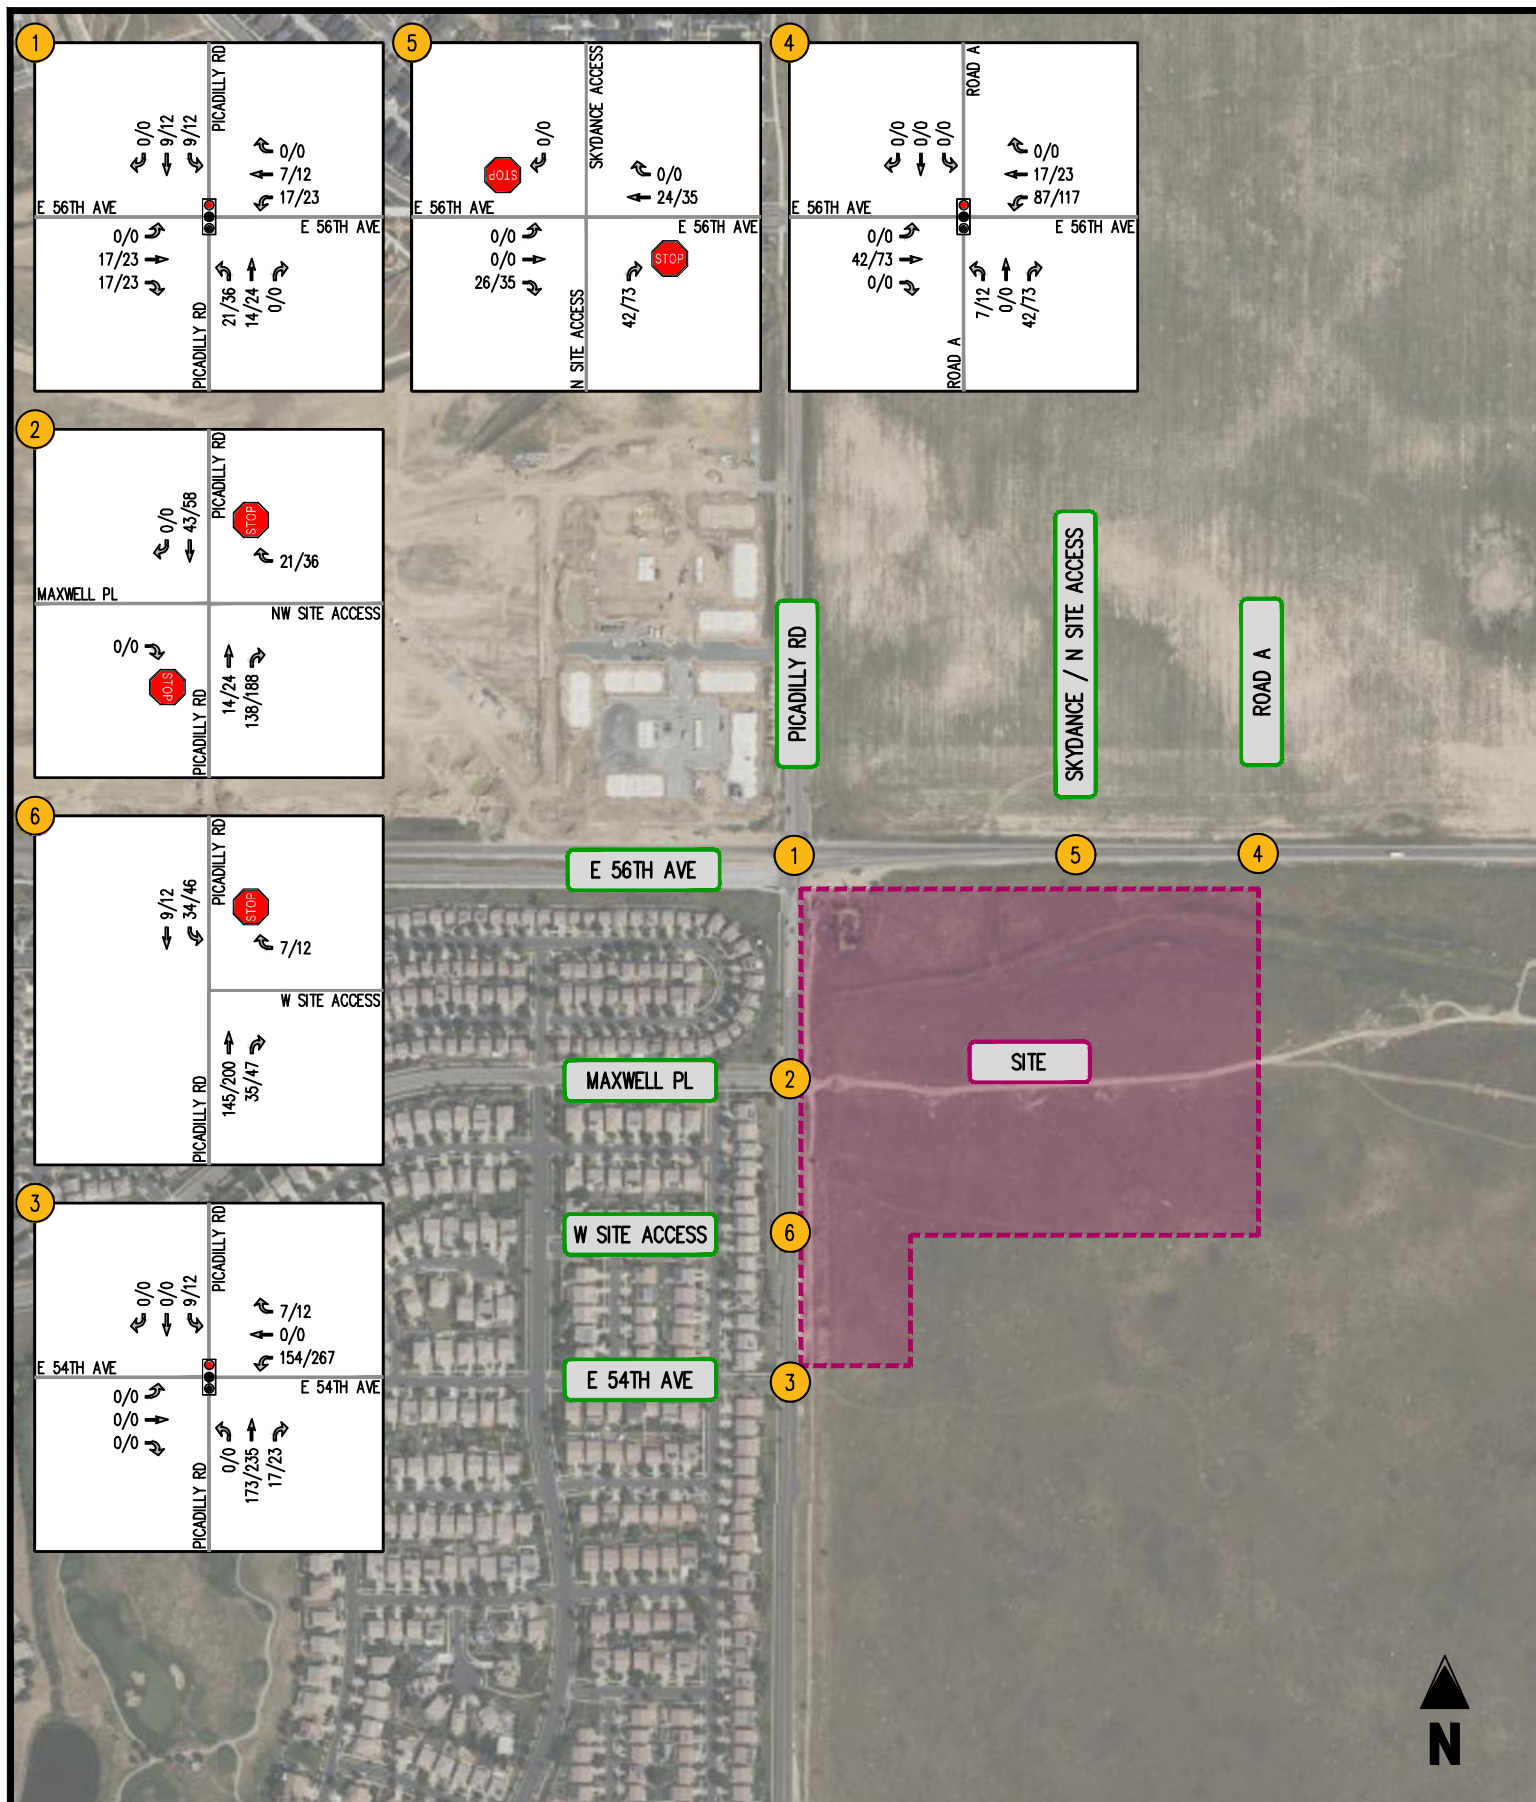 1
PICADILLY RD
0/0
9/12
9/12
0/0
7/12
17/23
E 56TH AVE
E 56TH AVE
0/0
17/23
17/23
21/36
14/24
0/0
PICADILLY RD
5
SKYDANCE ACCESS
0/0
STOP
0/0
24/35
E 56TH AVE
E 56TH AVE
0/0
0/0
26/35
42/73
STOP
N SITE ACCESS
4
ROAD A
0/0
0/0
0/0
0/0
17/23
87/117
E 56TH AVE
E 56TH AVE
0/0
42/73
0/0
7/12
0/0
42/73
ROAD A
2
PICADILLY RD
0/0
43/58
STOP
21/36
MAXWELL PL
NW SITE ACCESS
0/0
STOP
14/24
138/188
PICADILLY RD
6
PICADILLY RD
9/12
34/46
STOP
7/12
W SITE ACCESS
145/200
35/47
PICADILLY RD
3
PICADILLY RD
0/0
0/0
9/12
7/12
0/0
154/267
E 54TH AVE
E 54TH AVE
0/0
0/0
0/0
0/0
173/235
17/23
PICADILLY RD
PICADILLY RD
SKYDANCE / N SITE ACCESS
ROAD A
E 56TH AVE
1
5
4
MAXWELL PL
2
SITE
W SITE ACCESS
6
E 54TH AVE
3
N